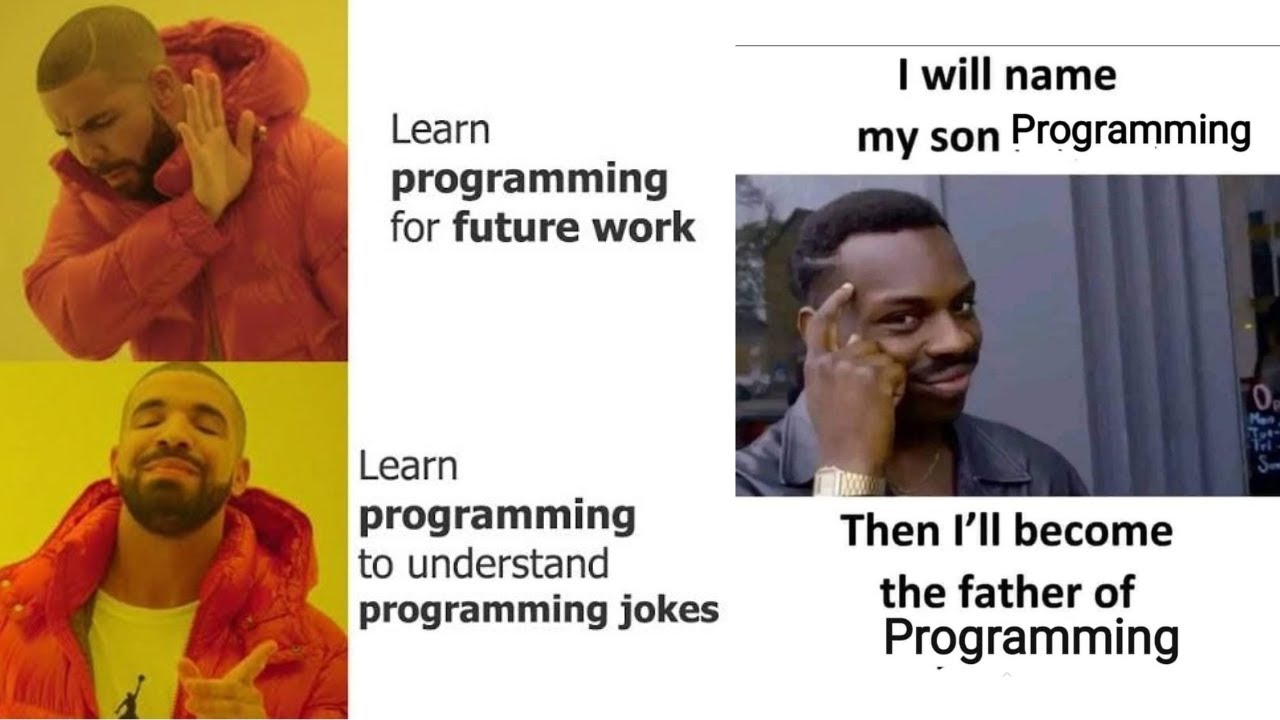 Learn
programming
for future work
Learn
programming
to understand
programming jokes
I will name
my son Programming
Then I'll become
the father of
Programming